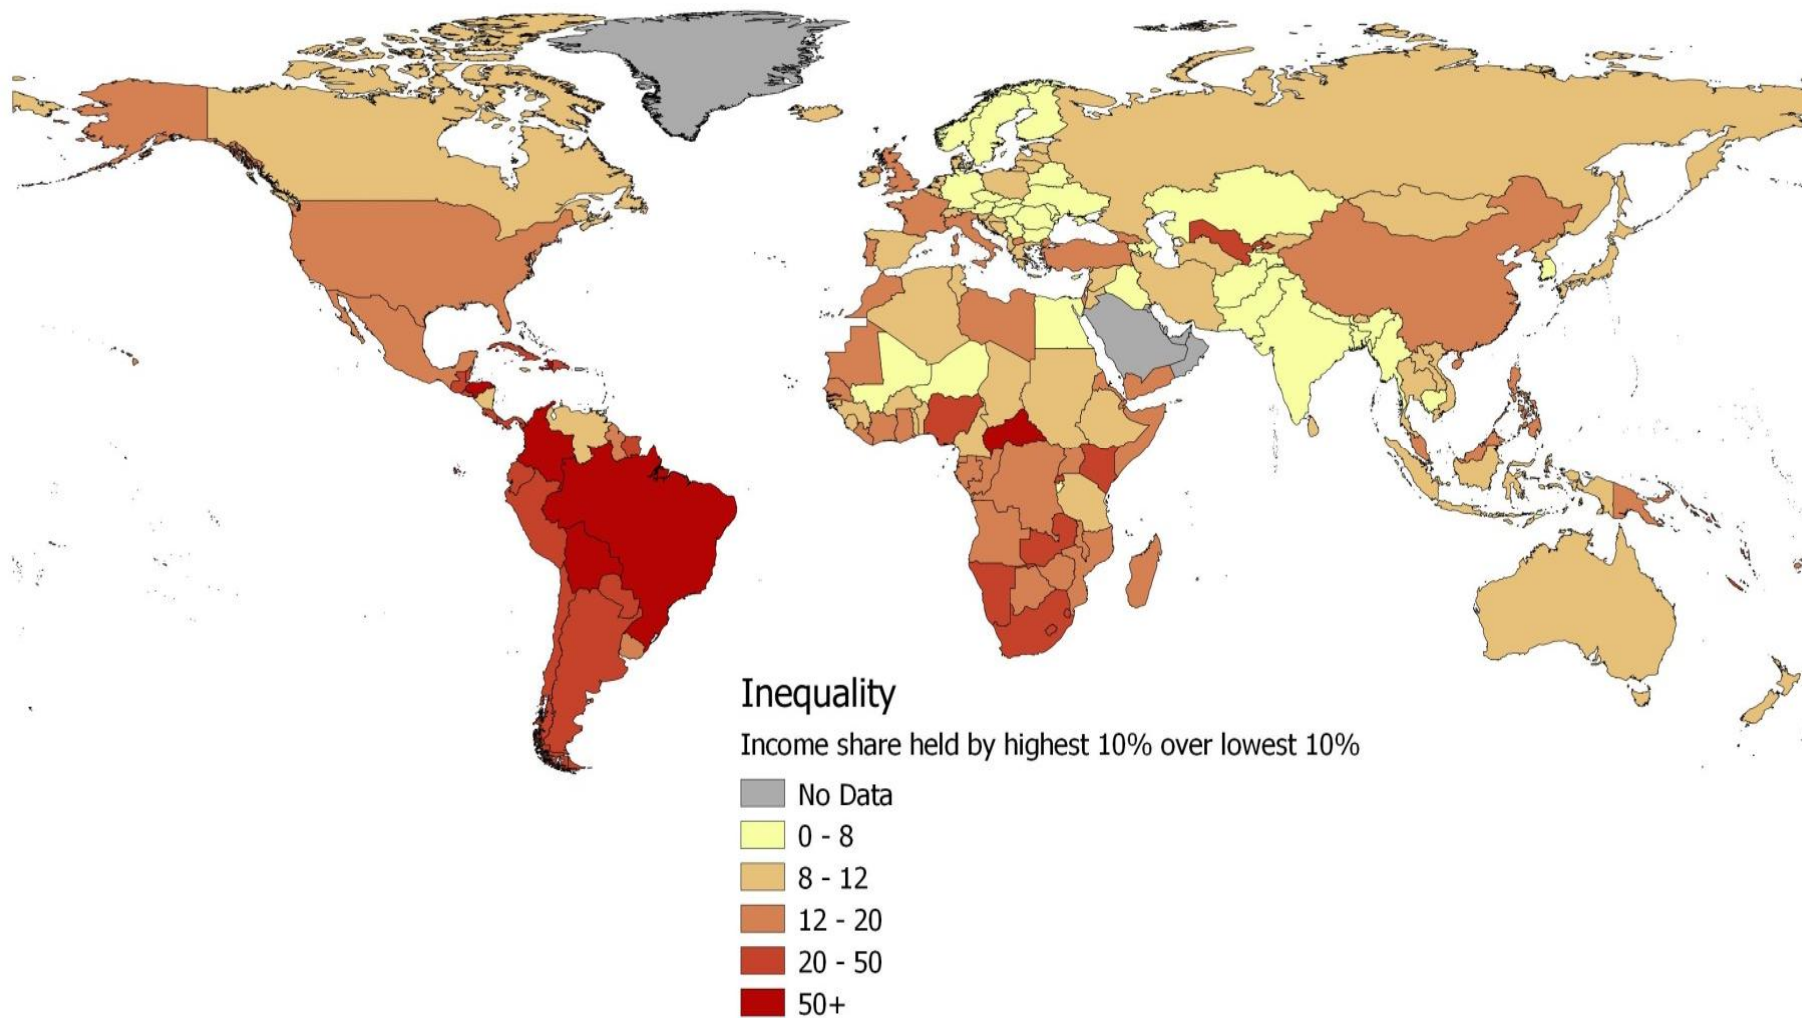 Inequality
Income share held by highest 10% over lowest 10%
No Data
0 - 8
8 - 12
12 - 20
20 - 50
50+